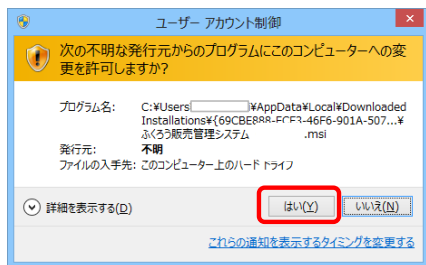 ユーザー アカウント制御
次の不明な発行元からのプログラムにこのコンピューターへの変
更を許可しますか?
プログラム名: C:¥Users ¥AppData¥Local¥Downloaded
Installations¥{69CBE888-FCE3-46F6-901A-507...¥
ふくろう販売管理システム .msi
発行元: 不明
ファイルの入手先: このコンピューター上のハード ドライブ
詳細を表示する(D)
はい(Y) いいえ(N)
これらの通知を表示するタイミングを変更する